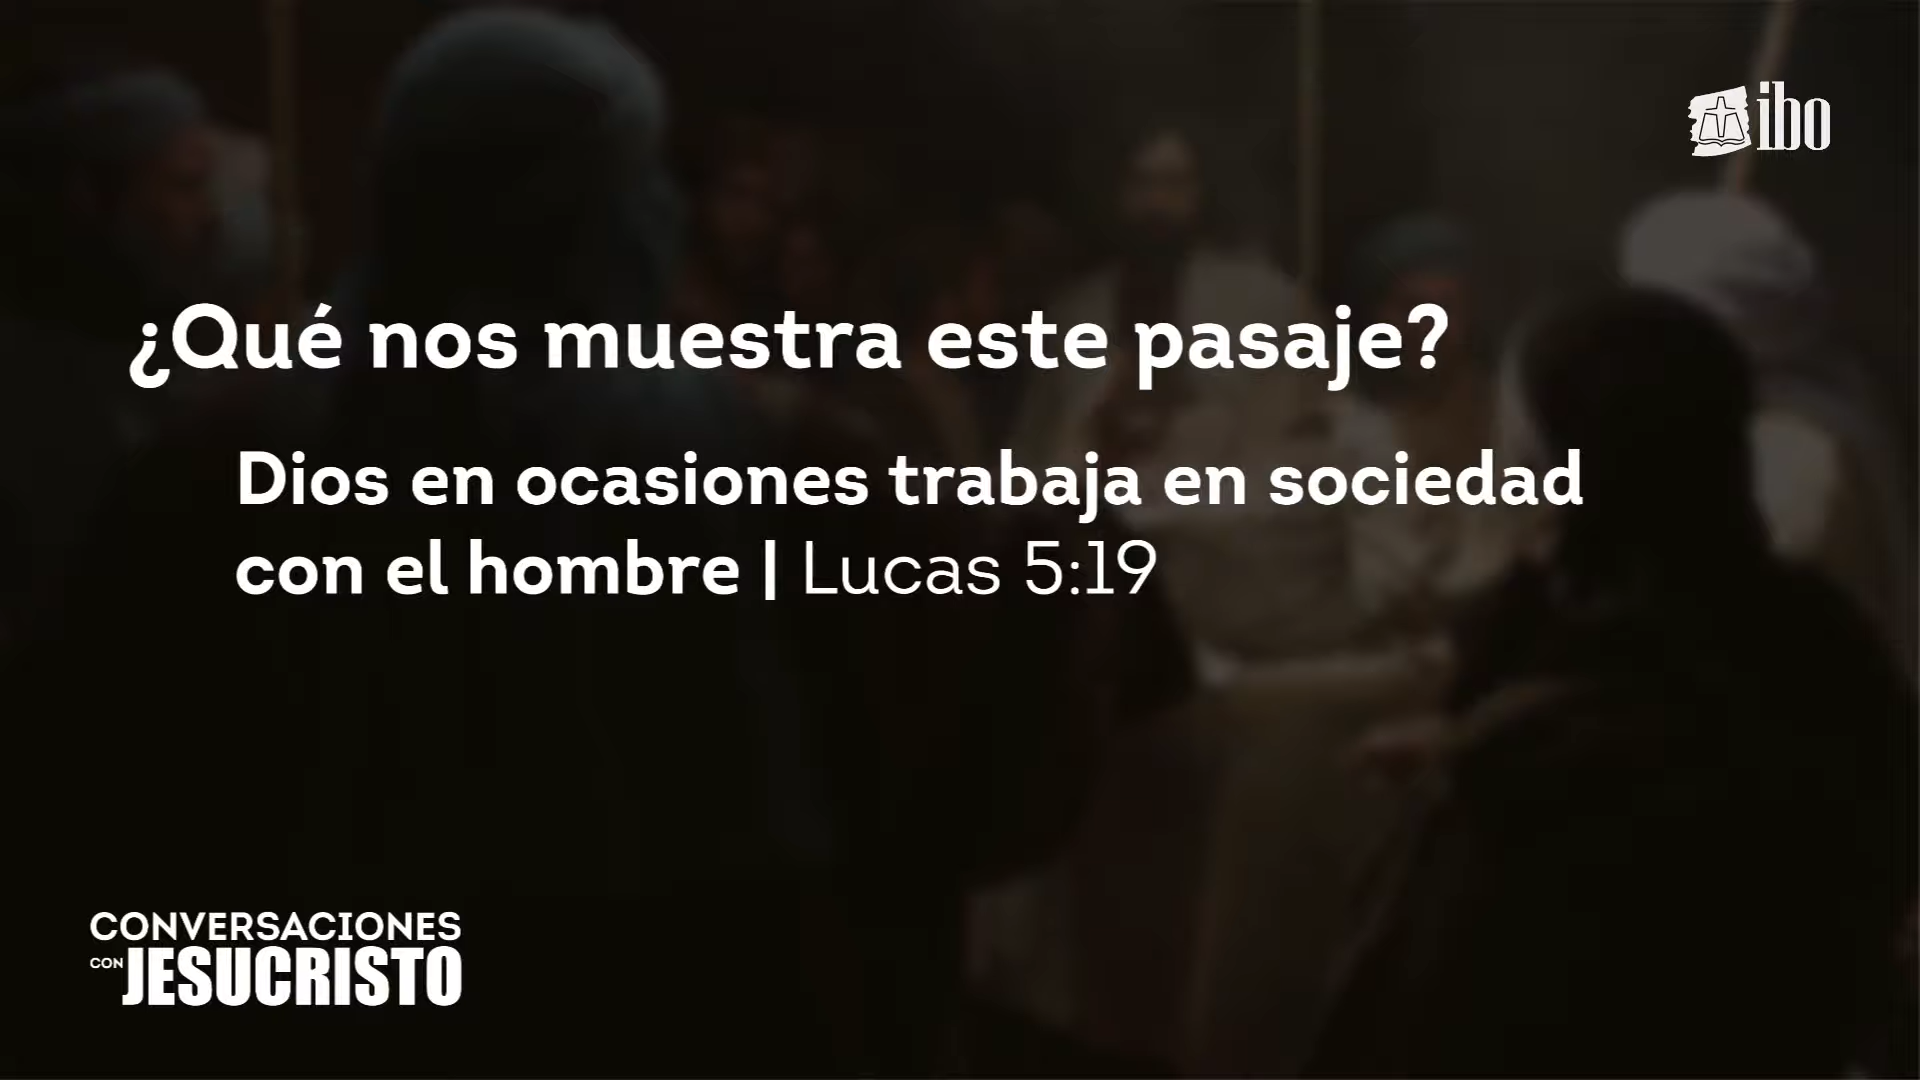 ibo
¿Qué nos muestra este pasaje?
Dios en ocasiones trabaja en sociedad
con el hombre | Lucas 5:19
CONVERSACIONES
CON JESUCRISTO